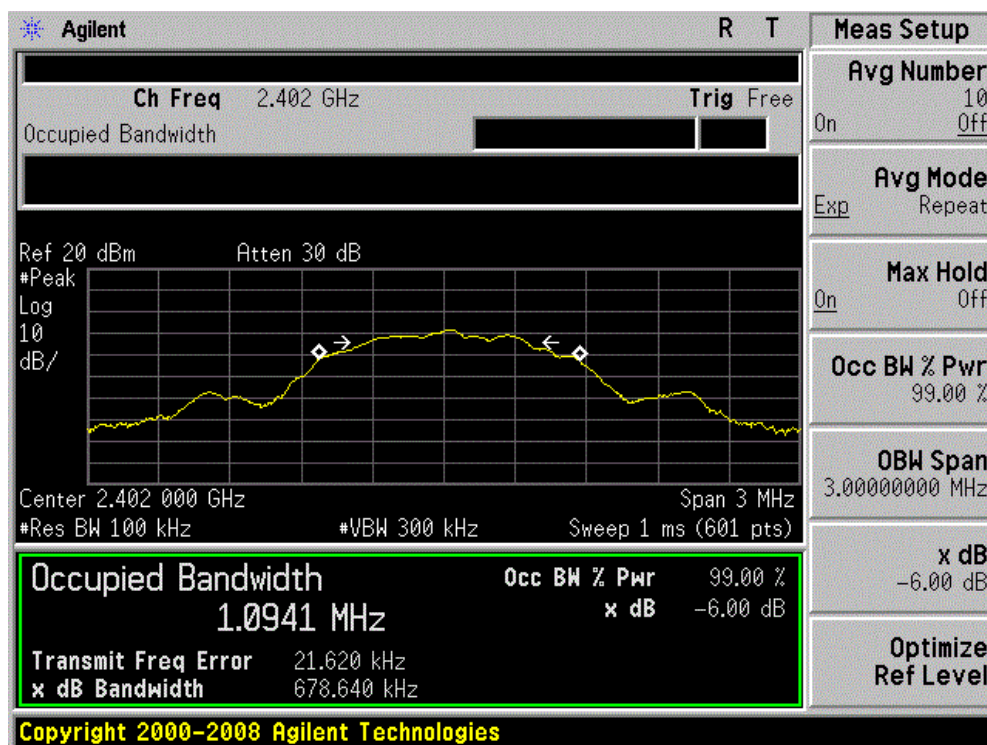 Agilent R T Meas Setup
Avg Number
10
On Off
Ch Freq 2.402 GHz Trig Free
Occupied Bandwidth
Avg Mode
Exp Repeat
Ref 20 dBm Atten 30 dB
#Peak
Log
10
dB/
Max Hold
On Off
Occ BW % Pwr
99.00 %
OBW Span
3.00000000 MHz
Center 2.402 000 GHz Span 3 MHz
#Res BW 100 kHz #VBW 300 kHz Sweep 1 ms (601 pts)
x dB
-6.00 dB
Occupied Bandwidth Occ BW % Pwr 99.00 %
1.0941 MHz x dB -6.00 dB
Transmit Freq Error 21.620 kHz
x dB Bandwidth 678.640 kHz
Optimize
Ref Level
Copyright 2000-2008 Agilent Technologies